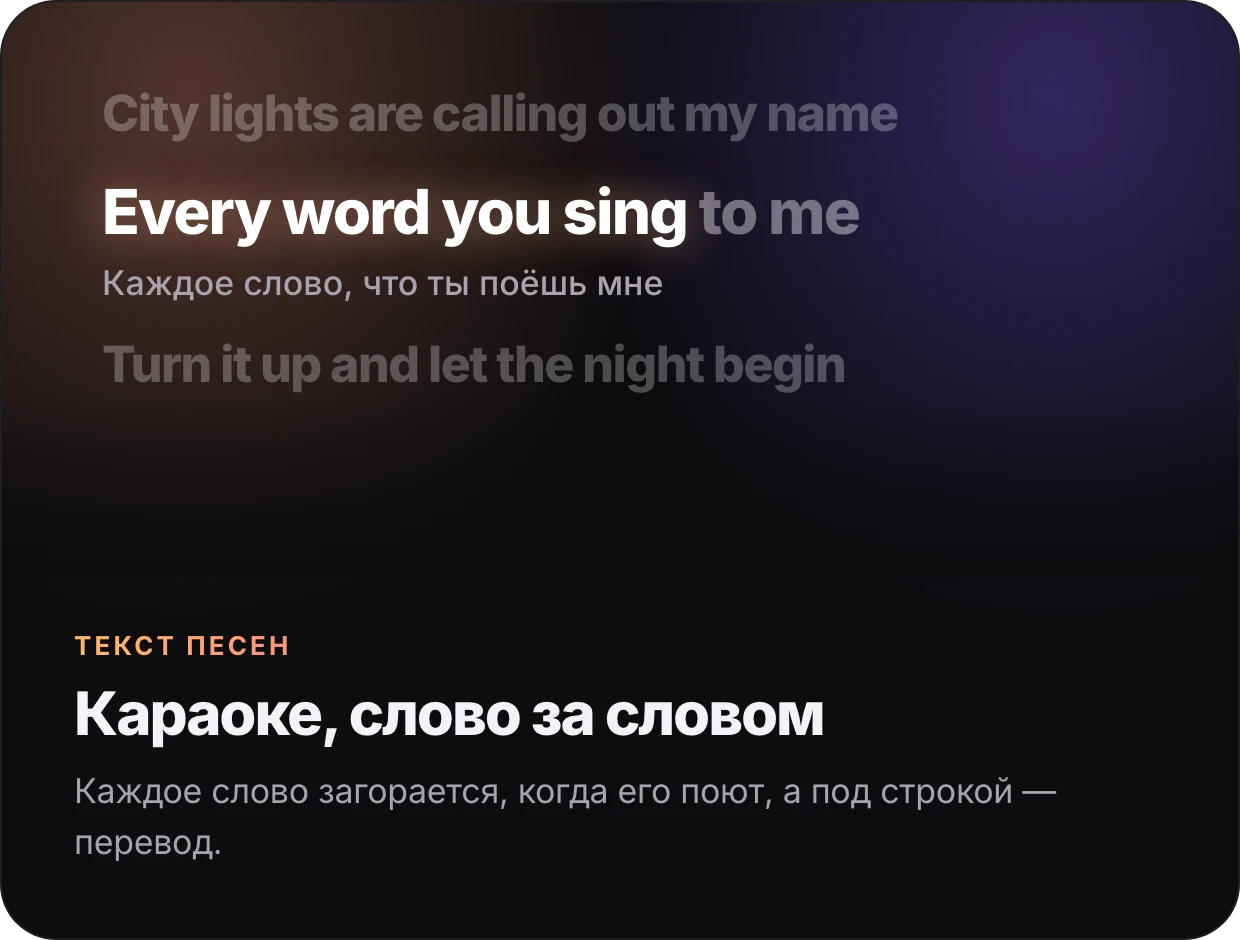 City lights are calling out my name
Every word you sing to me
Каждое слово, что ты поёшь мне
Turn it up and let the night begin
ТЕКСТ ПЕСЕН
Караоке, слово за словом
Каждое слово загорается, когда его поют, а под строкой —
перевод.